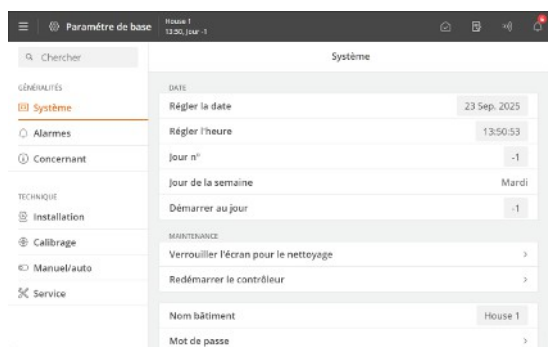 Paramétre de base
House 1
13:50, Jour -1
6
Chercher
Système
GÉNÉRALITÉS
Système
Alarmes
Concernant
TECHNIQUE
Installation
Calibrage
Manuel/auto
Service
DATE
Régler la date 23 Sep. 2025
Régler l'heure 13:50:53
Jour n° -1
Jour de la semaine Mardi
Démarrer au jour -1
MAINTENANCE
Verrouiller l'écran pour le nettoyage
Redémarrer le contrôleur
Nom bâtiment House 1
Mot de passe